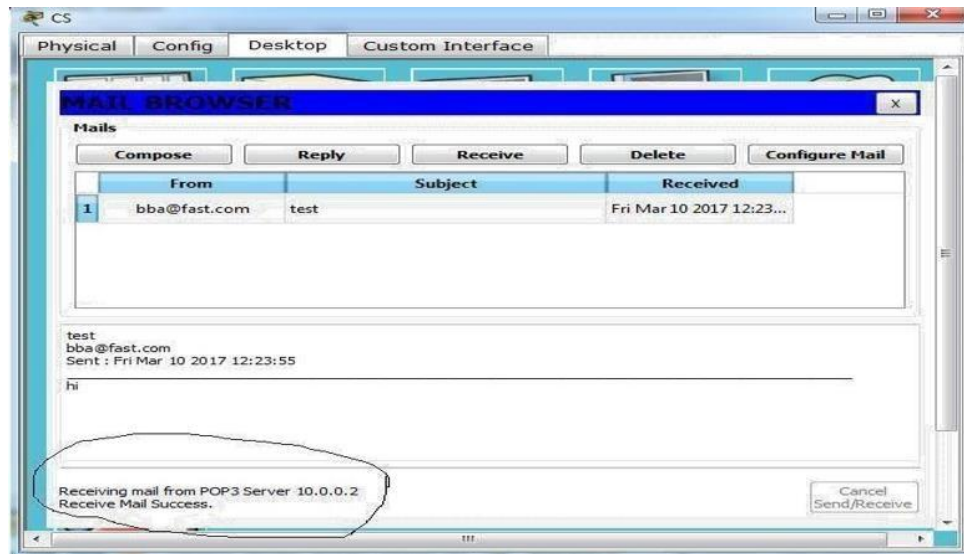 CS
Physical Config Desktop Custom Interface
MAIL BROWSER
X
Mails
Compose Reply Receive Delete Configure Mail
From Subject Received
1 bba@fast.com test Fri Mar 10 2017 12:23...
test
bba@fast.com
Sent : Fri Mar 10 2017 12:23:55
hi
Receiving mail from POP3 Server 10.0.0.2
Receive Mail Success.
Cancel
Send/Receive